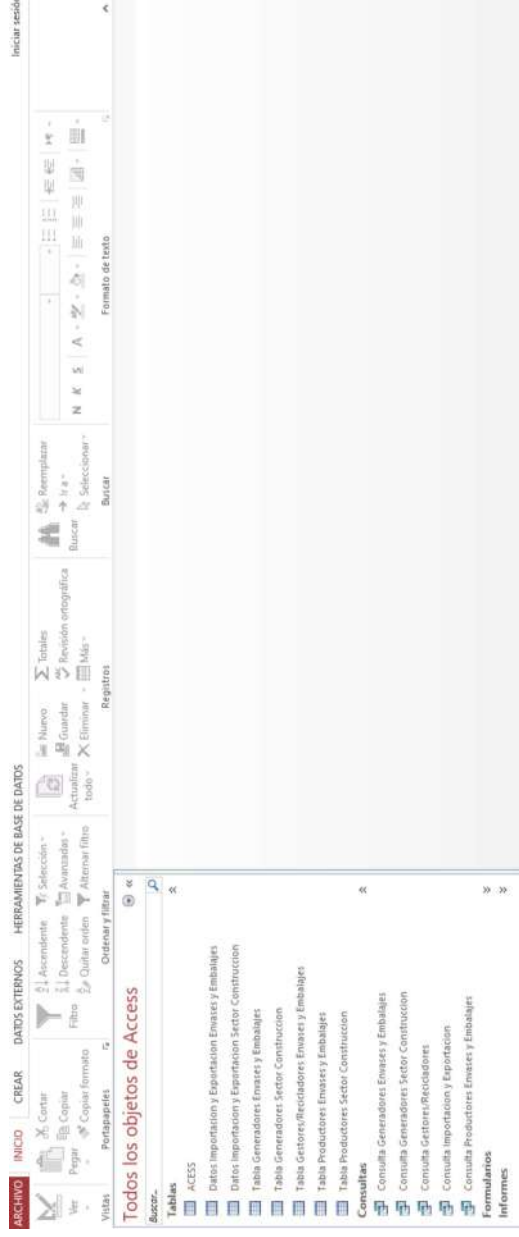 ARCHIVO INICIO CREAR DATOS EXTERNOS HERRAMIENTAS DE BASE DE DATOS Iniciar sesión
Ver
Vistas
Pegar
Cortar
Copiar
Copiar formato
Portapapeles
Filtro
Ascendente
Descendente
Quitar orden
Selección
Avanzadas
Alternar filtro
Ordenar y filtrar
Actualizar todo
Nuevo
Guardar
Eliminar
Totales
Revisión ortográfica
Más
Registros
Buscar
Reemplazar
Ir a
Seleccionar
Buscar
N K S A
Formato de texto
Todos los objetos de Access
Buscar...
Tablas
ACESS
Datos Importacion y Exportacion Envases y Embalajes
Datos Importacion y Exportacion Sector Construccion
Tabla Generadores Envases y Embalajes
Tabla Generadores Sector Construccion
Tabla Gestores/Recicladores Envases y Embalajes
Tabla Productores Envases y Embalajes
Tabla Productores Sector Construccion
Consultas
Consulta Generadores Envases y Embalajes
Consulta Generadores Sector Construccion
Consulta Gestores/Recicladores
Consulta Importacion y Exportacion
Consulta Productores Envases y Embalajes
Formularios
Informes